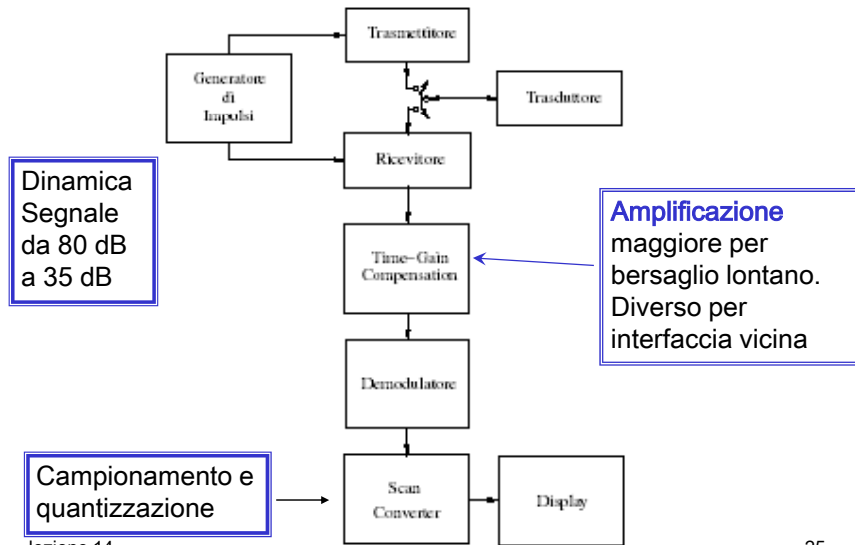 Trasmettitore
Generatore
di
Impulsi
Trasduttore
Ricevitore
Dinamica
Segnale
da 80 dB
a 35 dB
Amplificazione
maggiore per
bersaglio lontano.
Diverso per
interfaccia vicina
Time-Gain
Compensation
Demodulatore
Campionamento e
quantizzazione
Scan
Converter
Display